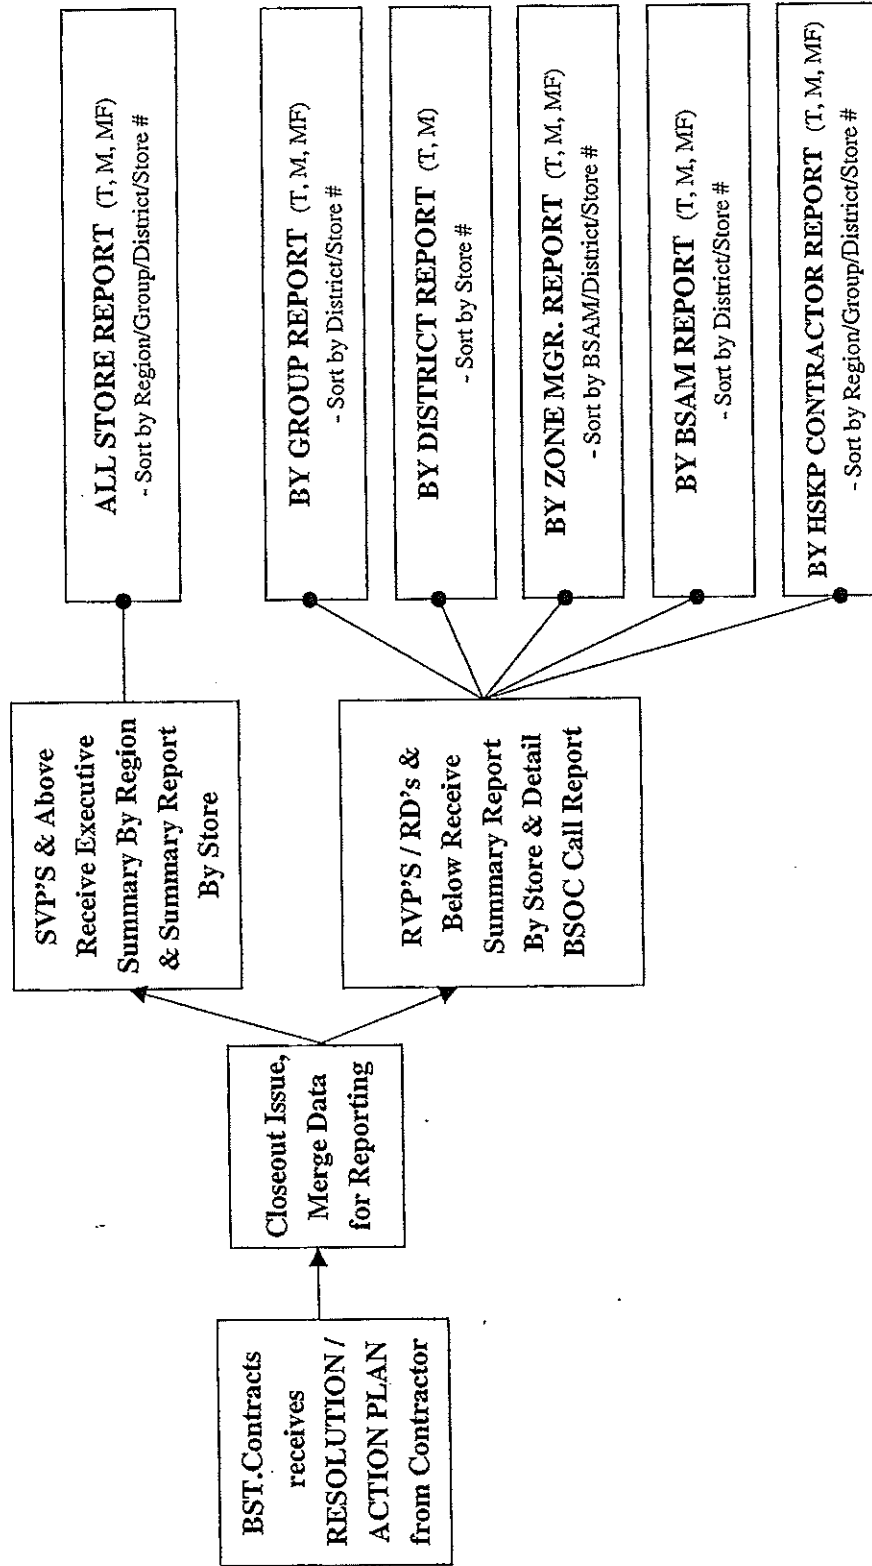 BST.Contracts
receives
RESOLUTION /
ACTION PLAN
from Contractor
Closeout Issue,
Merge Data
for Reporting
SVP'S & Above
Receive Executive
Summary By Region
& Summary Report
By Store
RVP'S / RD's &
Below Receive
Summary Report
By Store & Detail
BSOC Call Report
ALL STORE REPORT (T, M, MF)
- Sort by Region/Group/District/Store #
BY GROUP REPORT (T, M, MF)
- Sort by District/Store #
BY DISTRICT REPORT (T, M)
- Sort by Store #
BY ZONE MGR. REPORT (T, M, MF)
- Sort by BSAM/District/Store #
BY BSAM REPORT (T, M, MF)
- Sort by District/Store #
BY HSKP CONTRACTOR REPORT (T, M, MF)
- Sort by Region/Group/District/Store #